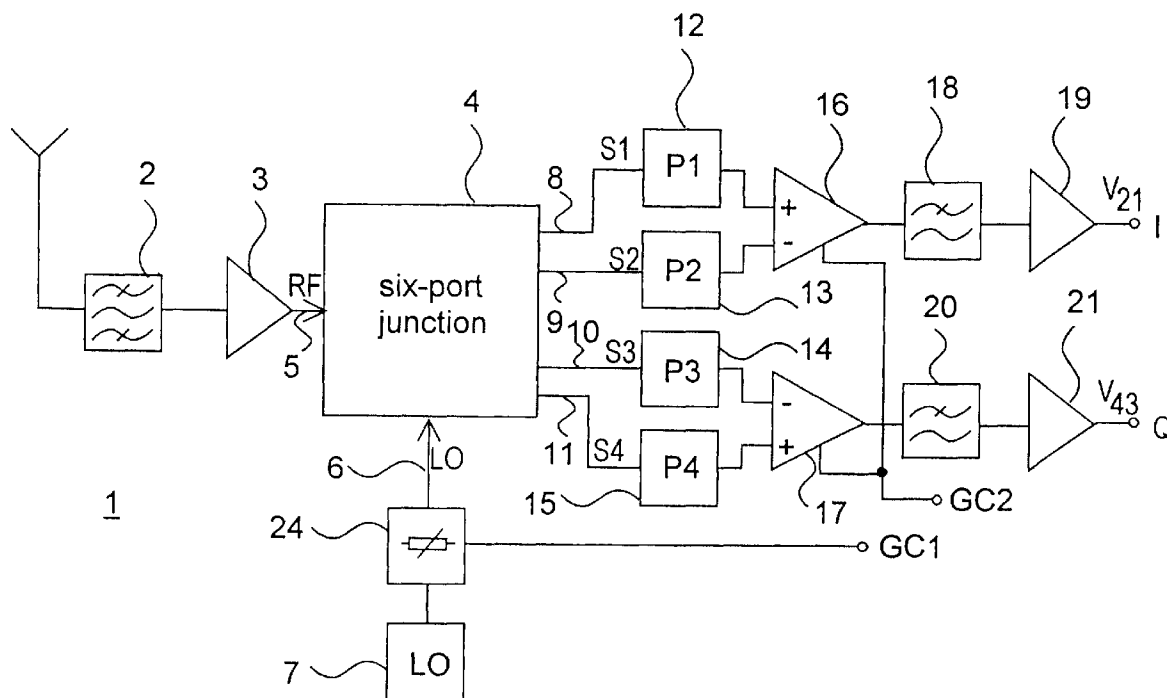 12
4
16
18
19
2
3
8
S1
P1
+
-
V21
I
RF
5
six-port
junction
S2
P2
9
13
10
S3
P3
14
20
21
-
+
V43
Q
11
S4
P4
15
17
6
LO
1
24
GC2
GC1
7
LO